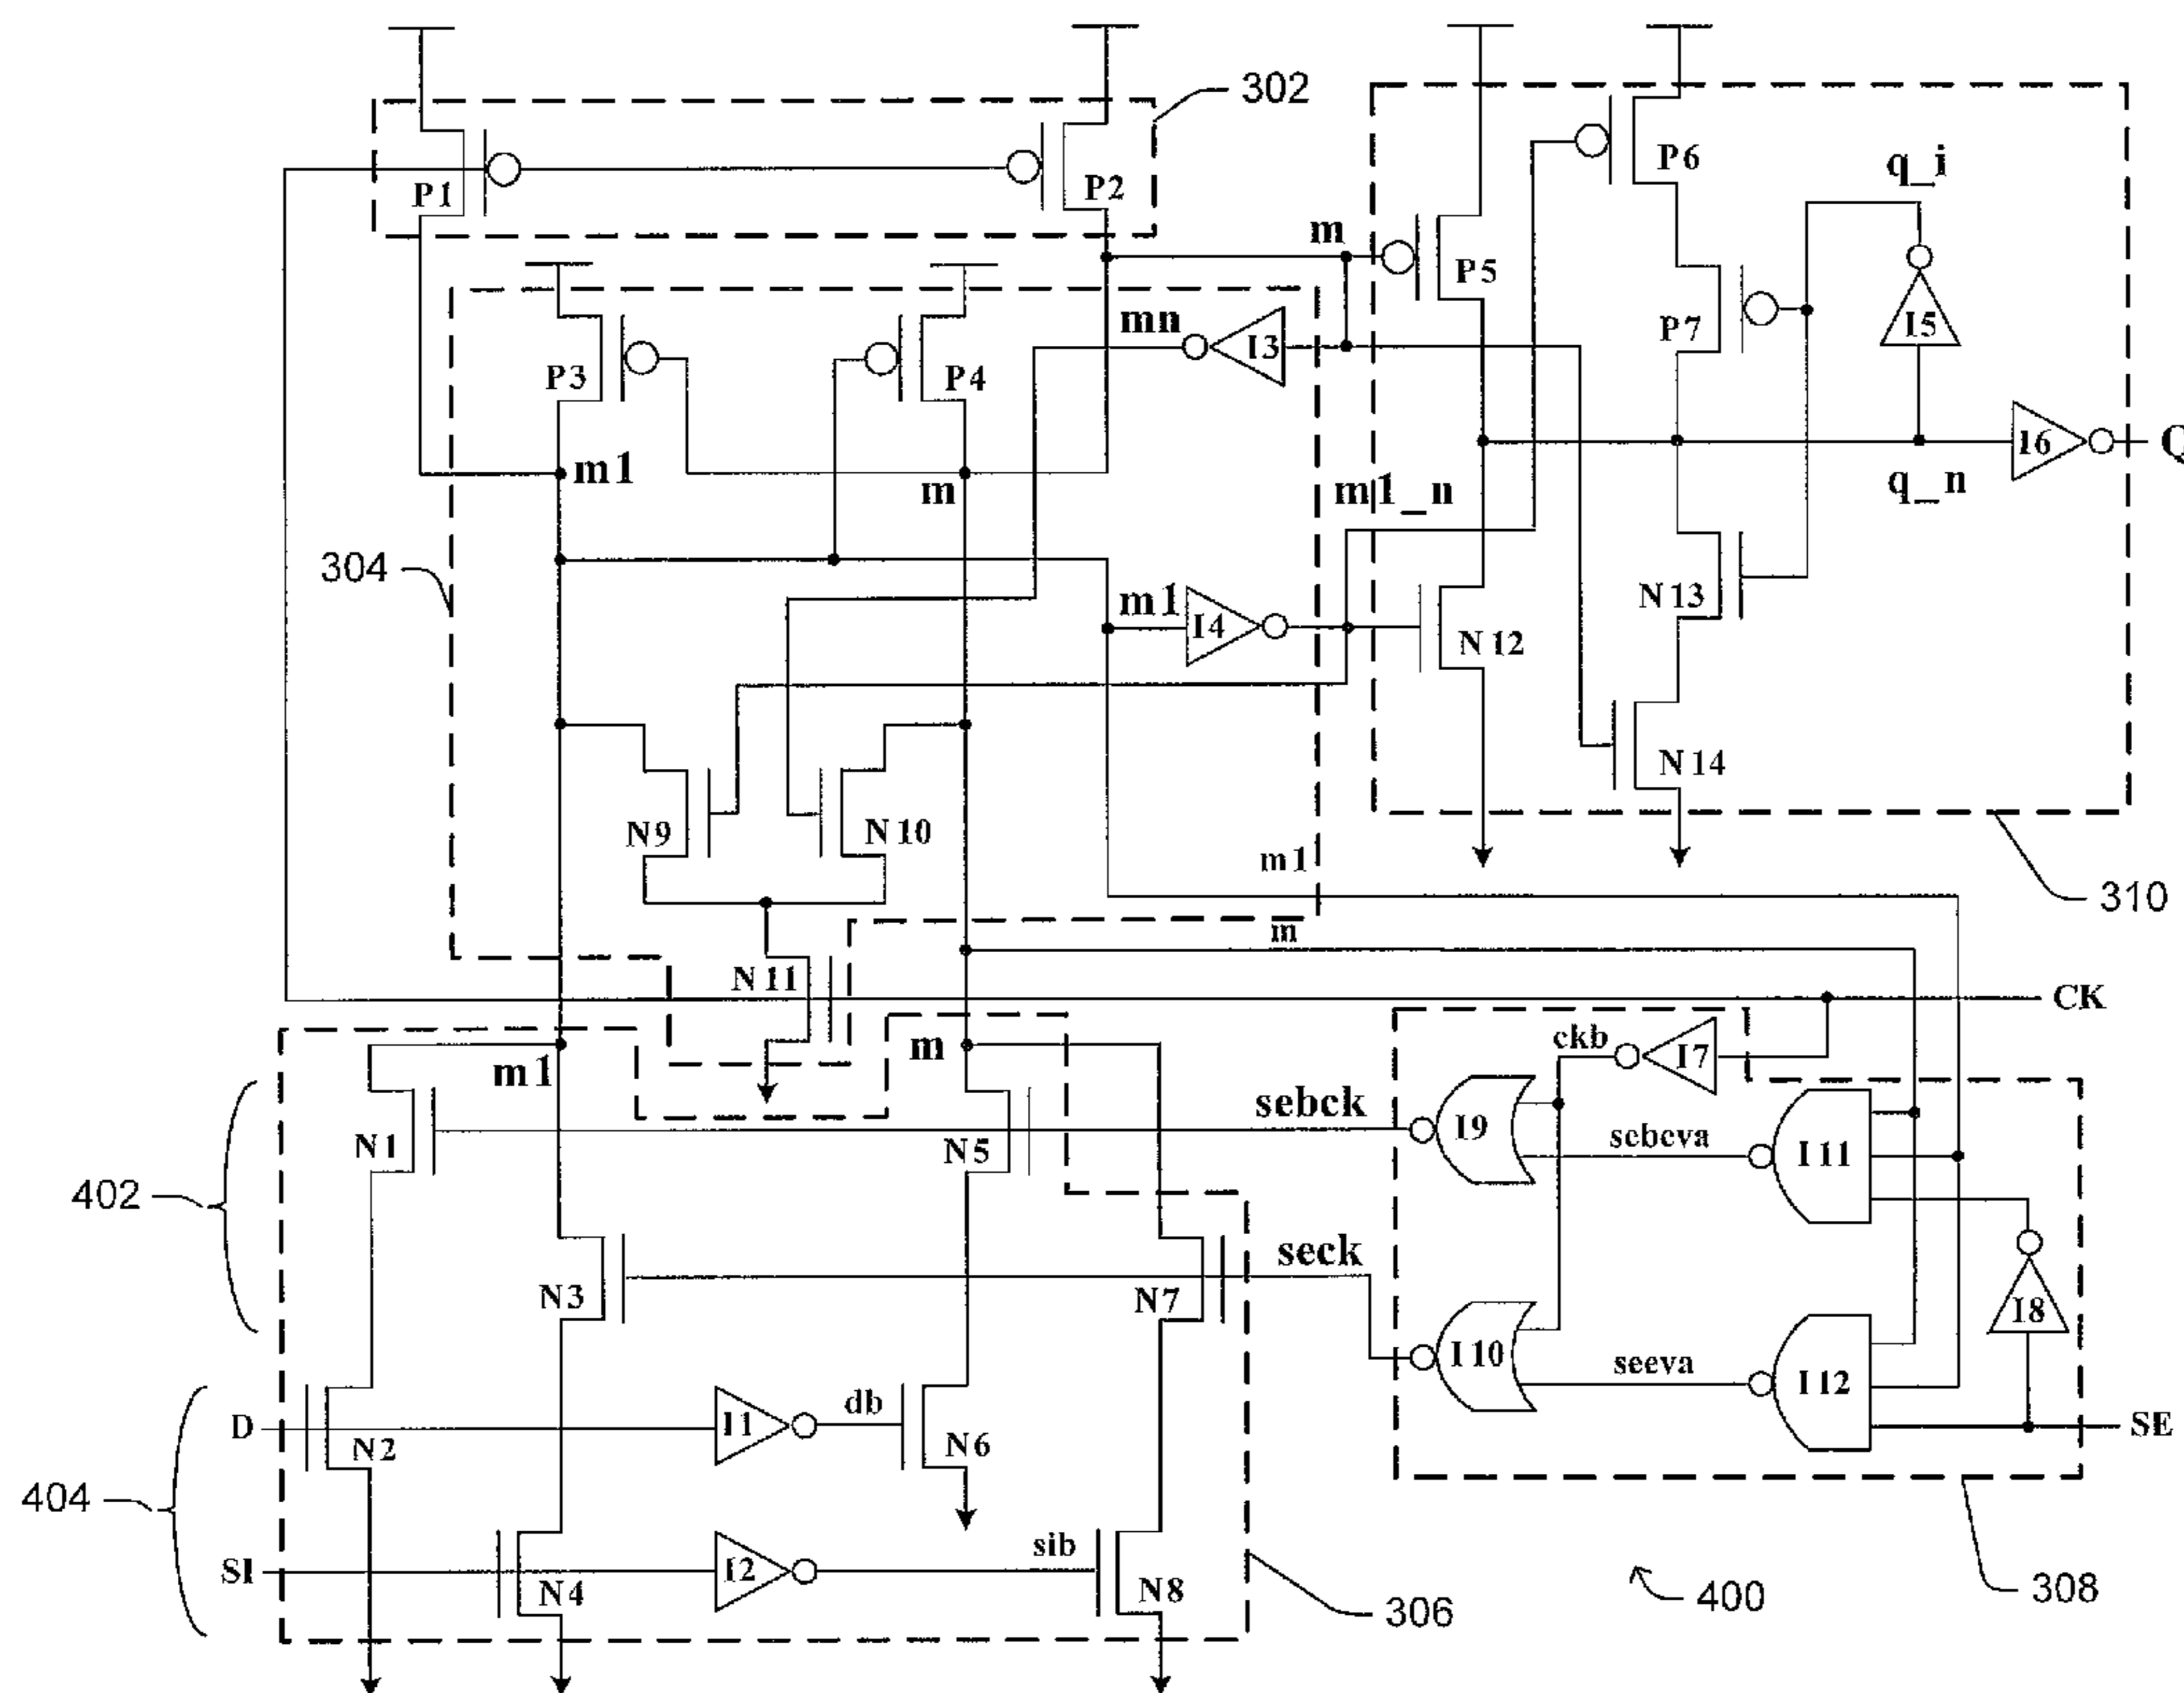 302
P1
P2
P6
q_i
m
P5
mn
I3
P3
P4
P7
I5
I6
Q
m1
m
m1_n
q_n
304
m1
I4
N12
N13
N14
N9
N10
m1
310
m
N11
CK
m1
m
ckb
I7
sebck
I9
sebeva
I11
N1
N5
402
N3
N7
seck
I10
seeva
I12
I8
D
N2
I1
db
N6
SE
404
SI
N4
I2
sib
N8
306
400
308